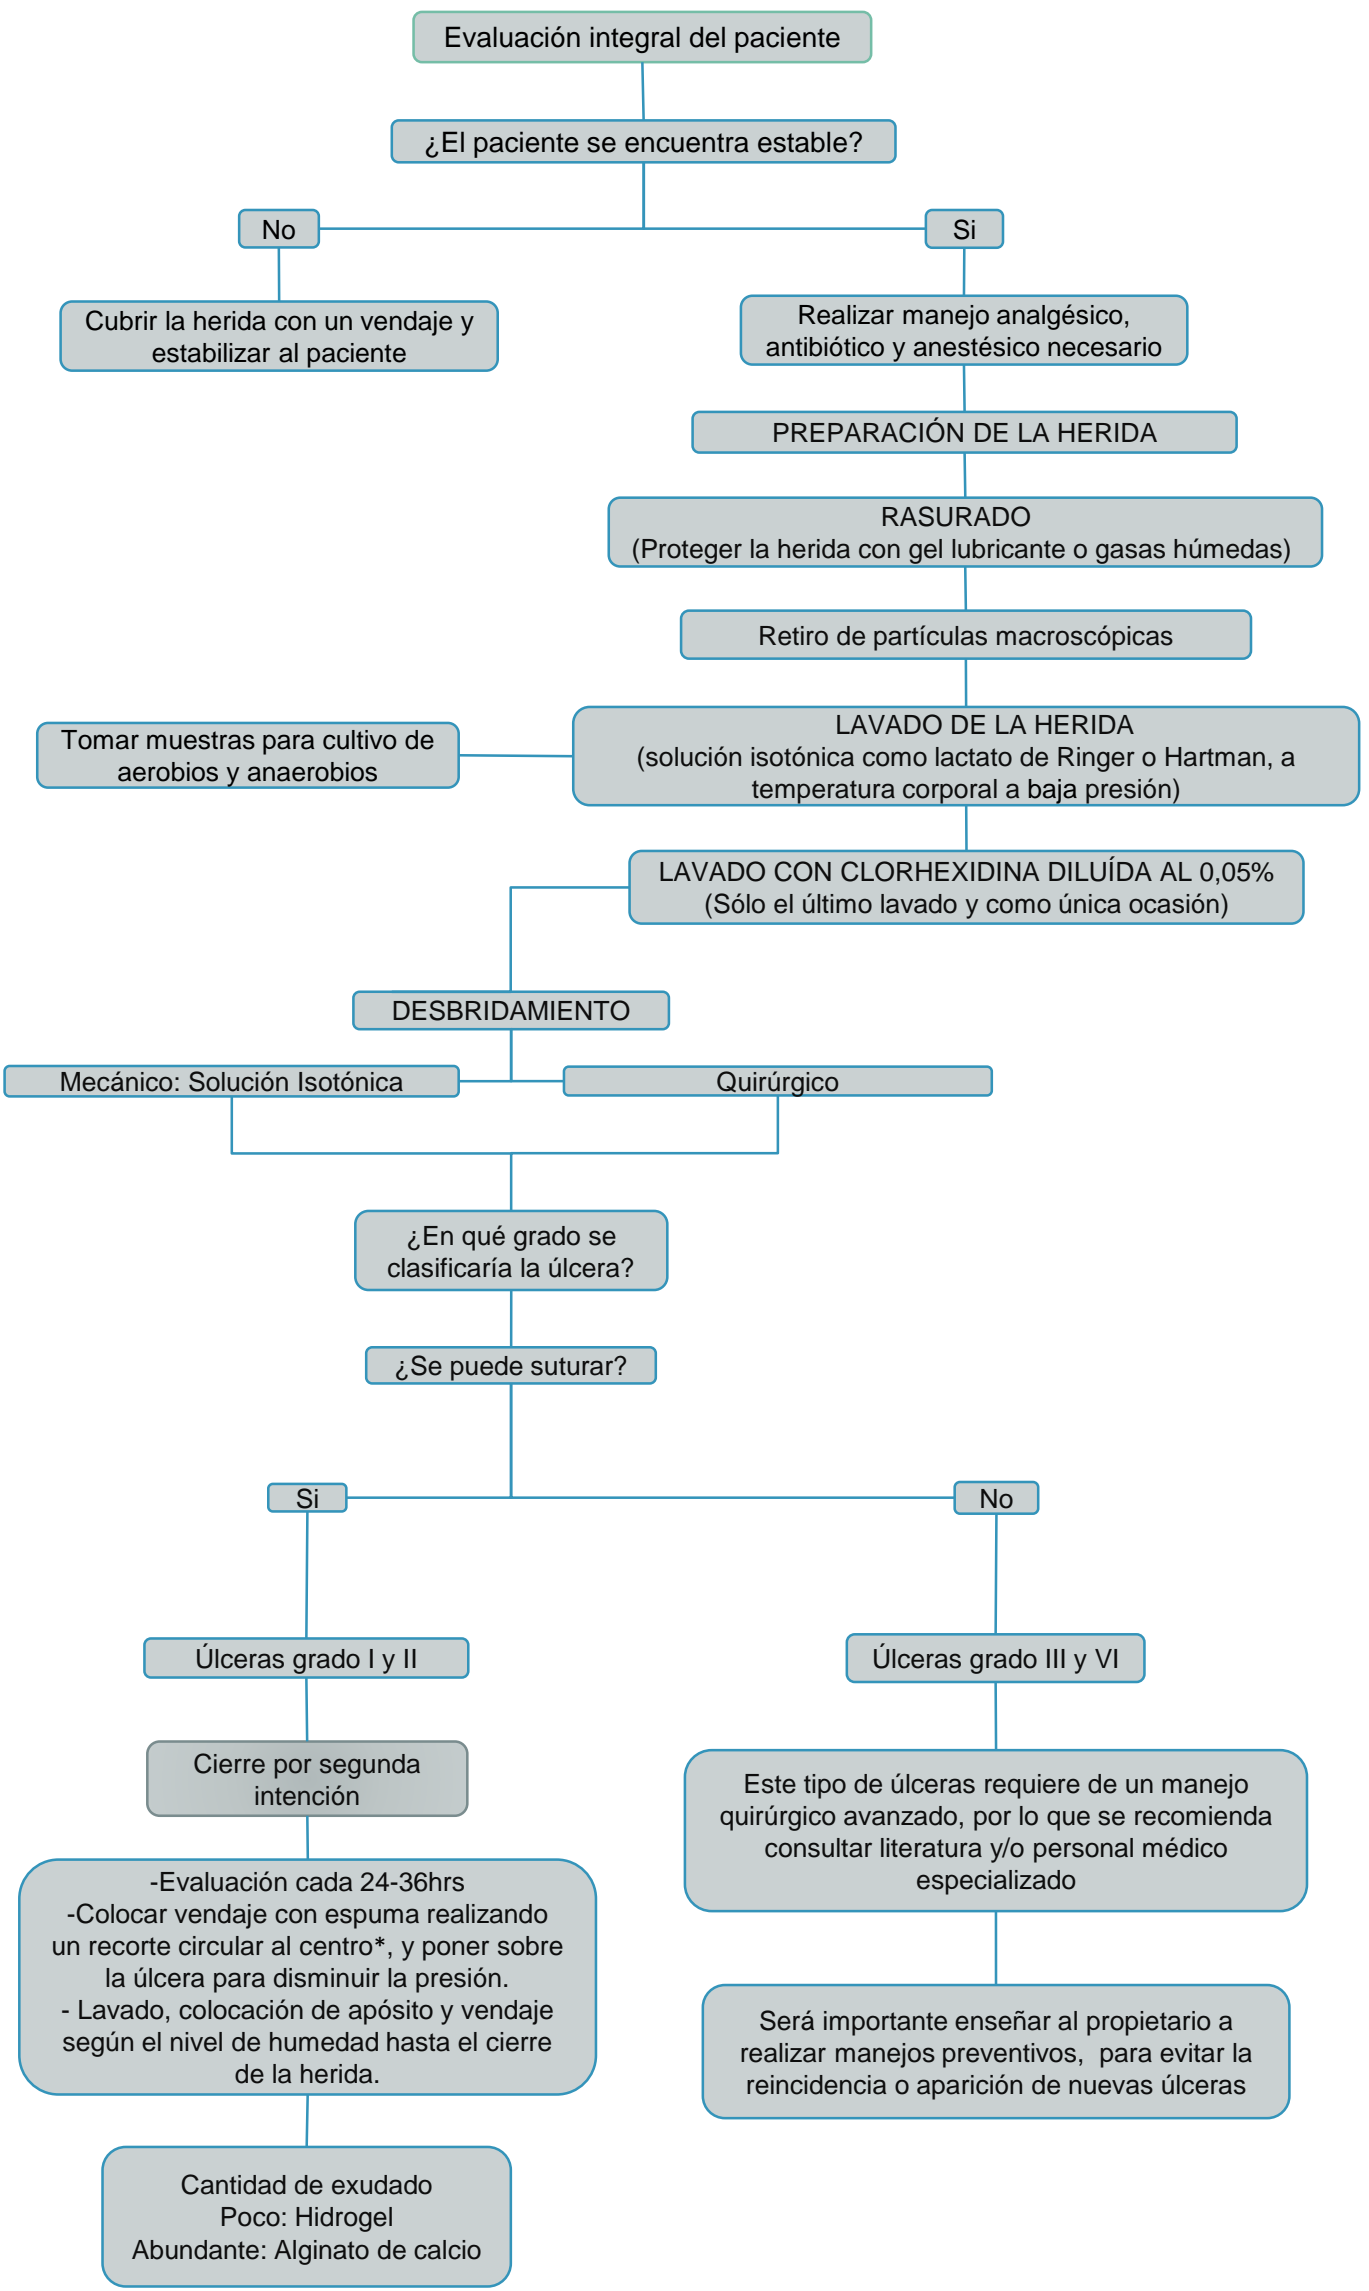 Evaluación integral del paciente
¿El paciente se encuentra estable?
No
Si
Cubrir la herida con un vendaje y
estabilizar al paciente
Realizar manejo analgésico,
antibiótico y anestésico necesario
PREPARACIÓN DE LA HERIDA
RASURADO
(Proteger la herida con gel lubricante o gasas húmedas)
Retiro de partículas macroscópicas
Tomar muestras para cultivo de
aerobios y anaerobios
LAVADO DE LA HERIDA
(solución isotónica como lactato de Ringer o Hartman, a
temperatura corporal a baja presión)
LAVADO CON CLORHEXIDINA DILUÍDA AL 0,05%
(Sólo el último lavado y como única ocasión)
DESBRIDAMIENTO
Mecánico: Solución Isotónica
Quirúrgico
¿En qué grado se
clasificaría la úlcera?
¿Se puede suturar?
Si
No
Úlceras grado I y II
Úlceras grado III y VI
Cierre por segunda
intención
Este tipo de úlceras requiere de un manejo
quirúrgico avanzado, por lo que se recomienda
consultar literatura y/o personal médico
especializado
-Evaluación cada 24-36hrs
-Colocar vendaje con espuma realizando
un recorte circular al centro*, y poner sobre
la úlcera para disminuir la presión.
- Lavado, colocación de apósito y vendaje
según el nivel de humedad hasta el cierre
de la herida.
Será importante enseñar al propietario a
realizar manejos preventivos,  para evitar la
reincidencia o aparición de nuevas úlceras
Cantidad de exudado
Poco: Hidrogel
Abundante: Alginato de calcio